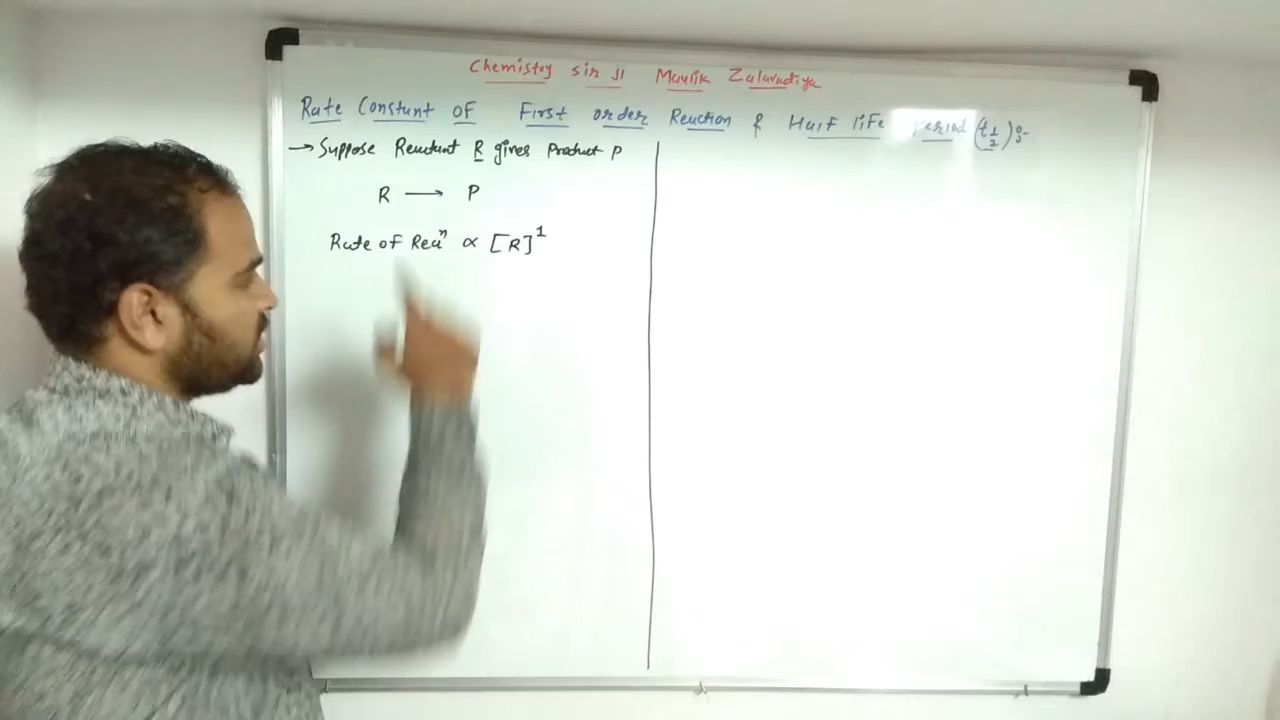 Chemistry sir ji Maulik Zalavadiya
Rate Constant OF First order Reaction & Half life Period (t½) :-
→ Suppose Reactant R gives Product P
R ⟶ P
Rate of Reaⁿ ∝ [R]¹